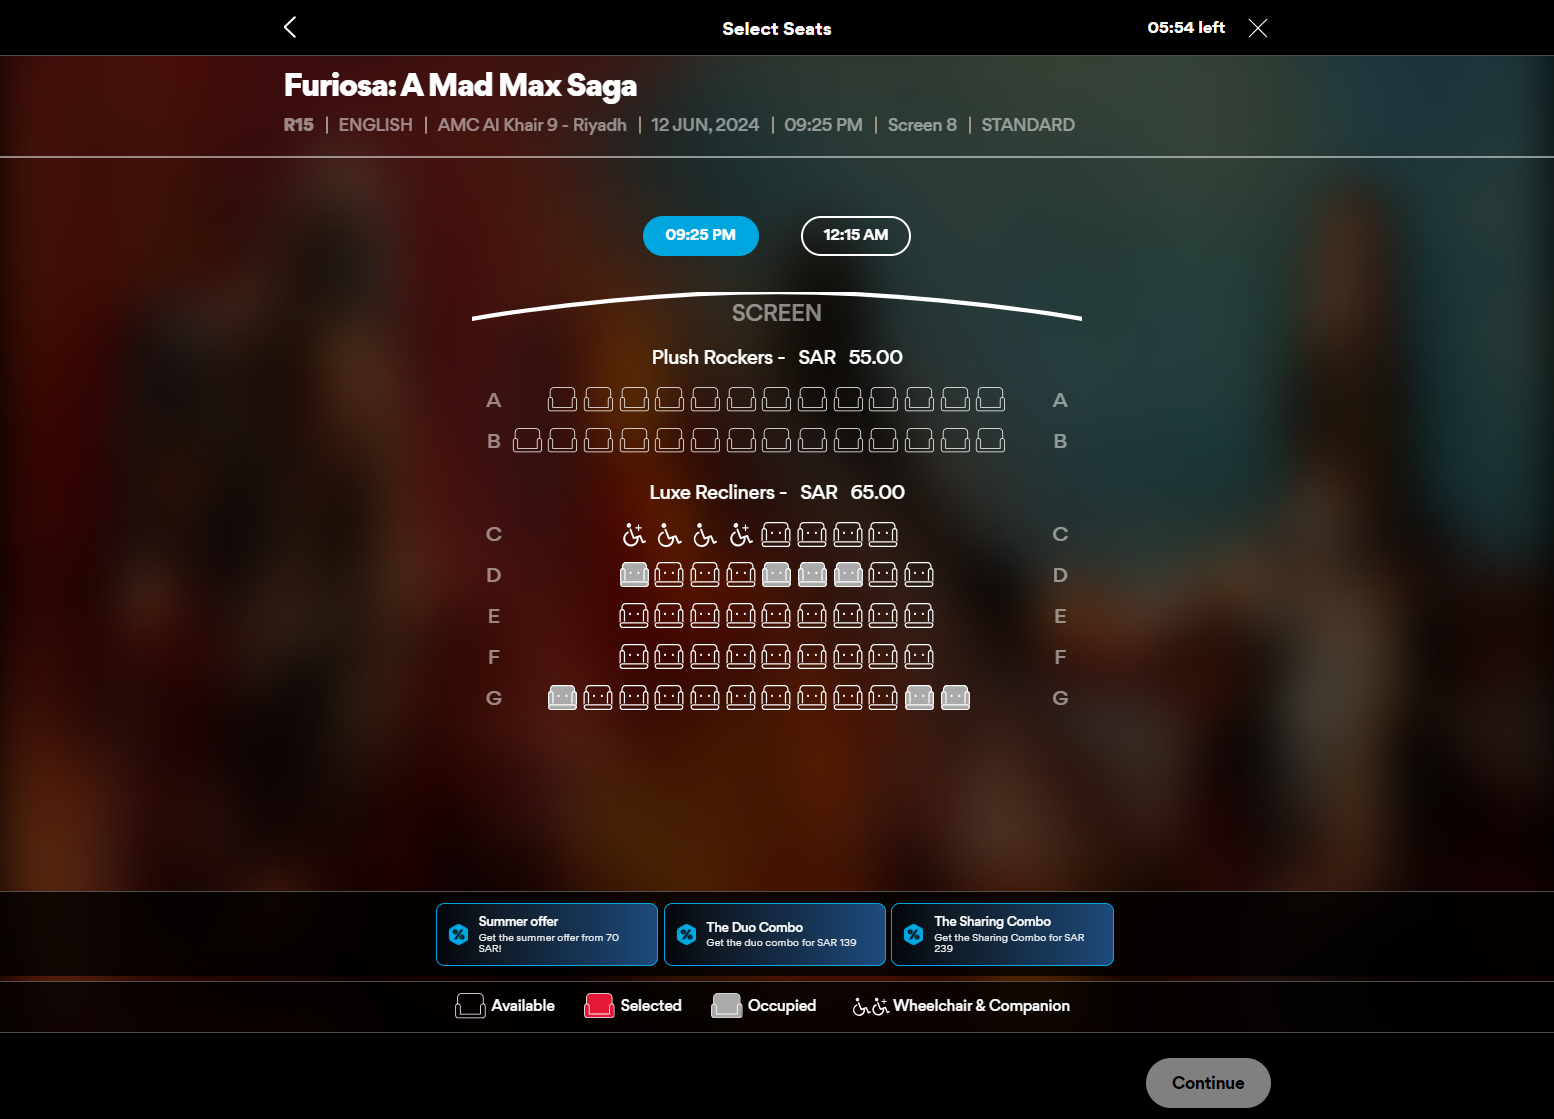 Select Seats
05:54 left
Furiosa: A Mad Max Saga
R15 | ENGLISH | AMC Al Khair 9 - Riyadh | 12 JUN, 2024 | 09:25 PM | Screen 8 | STANDARD
09:25 PM
12:15 AM
SCREEN
Plush Rockers - SAR 55.00
A A
B B
Luxe Recliners - SAR 65.00
C C
D D
E E
F F
G G
Summer offer
Get the summer offer from 70
SAR!
The Duo Combo
Get the duo combo for SAR 139
The Sharing Combo
Get the Sharing Combo for SAR
239
Available Selected Occupied Wheelchair & Companion
Continue